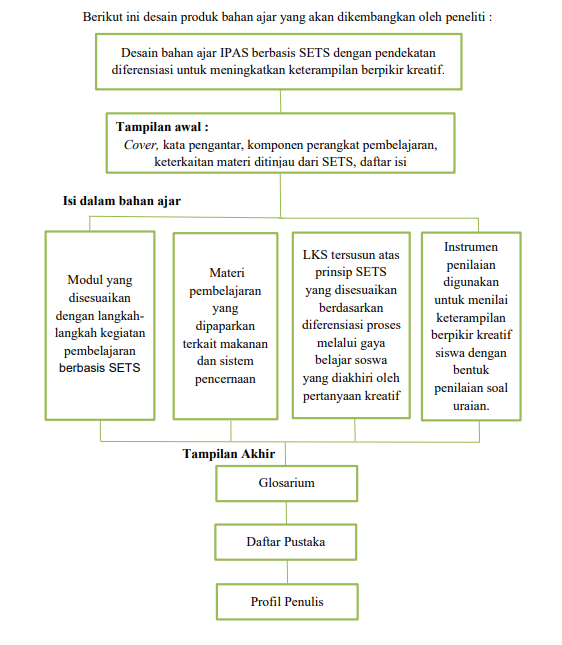 Berikut ini desain produk bahan ajar yang akan dikembangkan oleh peneliti :
Desain bahan ajar IPAS berbasis SETS dengan pendekatan
diferensiasi untuk meningkatkan keterampilan berpikir kreatif.
Tampilan awal :
Cover, kata pengantar, komponen perangkat pembelajaran,
keterkaitan materi ditinjau dari SETS, daftar isi
Isi dalam bahan ajar
Modul yang
disesuaikan
dengan langkah-
langkah kegiatan
pembelajaran
berbasis SETS
Materi
pembelajaran
yang
dipaparkan
terkait makanan
dan sistem
pencernaan
LKS tersusun atas
prinsip SETS
yang disesuaikan
berdasarkan
diferensiasi proses
melalui gaya
belajar soswa
yang diakhiri oleh
pertanyaan kreatif
Instrumen
penilaian
digunakan
untuk menilai
keterampilan
berpikir kreatif
siswa dengan
bentuk
penilaian soal
uraian.
Tampilan Akhir
Glosarium
Daftar Pustaka
Profil Penulis